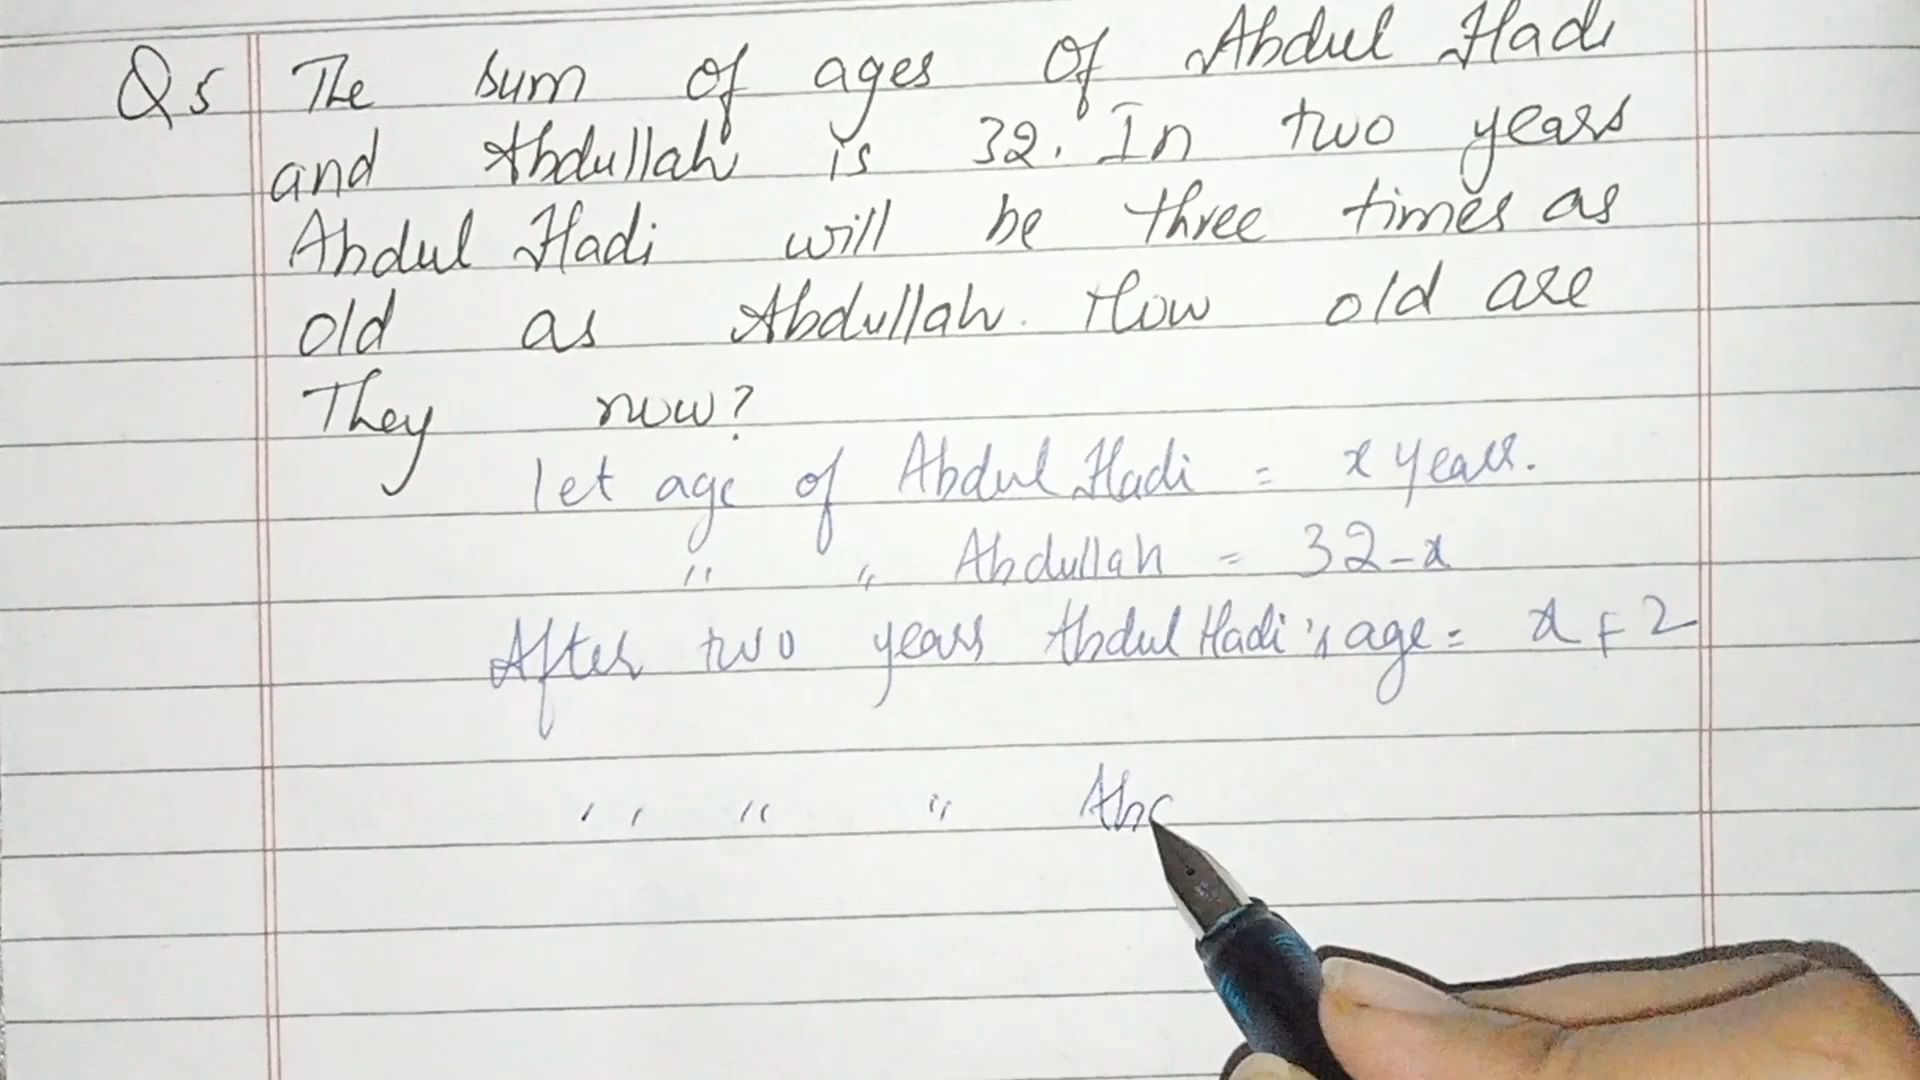 Q5 The sum of ages of Abdul Hadi
and Abdullah is 32. In two years
Abdul Hadi will be three times as
old as Abdullah. How old are
They now?
let age of Abdul Hadi = x years.
" " Abdullah = 32-x
After two years Abdul Hadi's age = x+2
" " " Abd